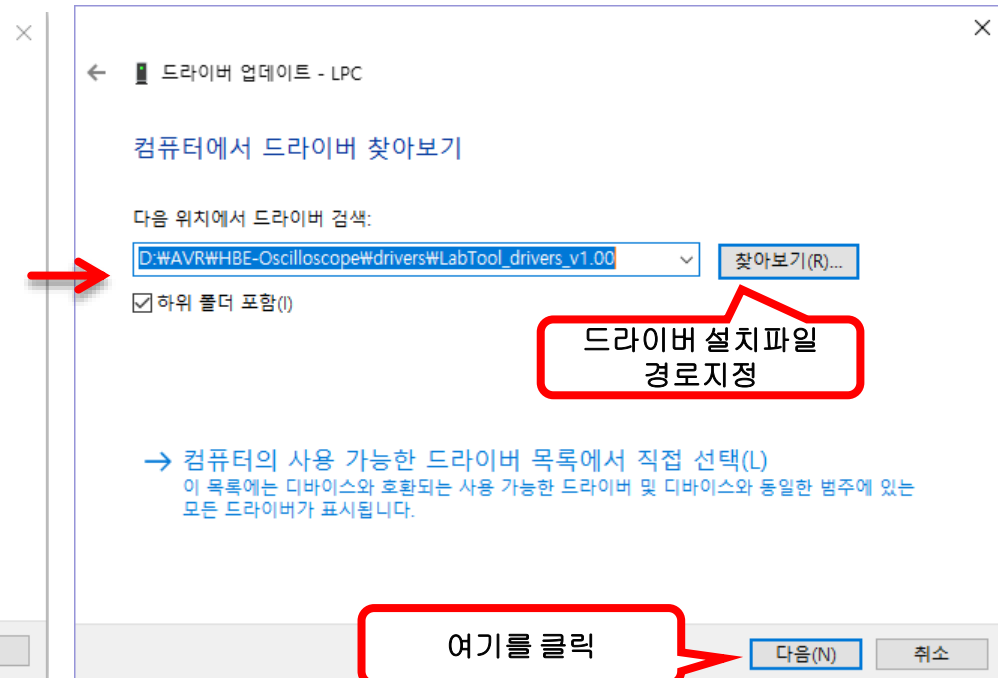 드라이버 업데이트 - LPC
컴퓨터에서 드라이버 찾아보기
다음 위치에서 드라이버 검색:
D:₩AVR₩HBE-Oscilloscope₩drivers₩LabTool_drivers_v1.00
찾아보기(R)...
하위 폴더 포함(I)
드라이버 설치파일
경로지정
→ 컴퓨터의 사용 가능한 드라이버 목록에서 직접 선택(L)
이 목록에는 디바이스와 호환되는 사용 가능한 드라이버 및 디바이스와 동일한 범주에 있는
모든 드라이버가 표시됩니다.
여기를 클릭
다음(N)
취소